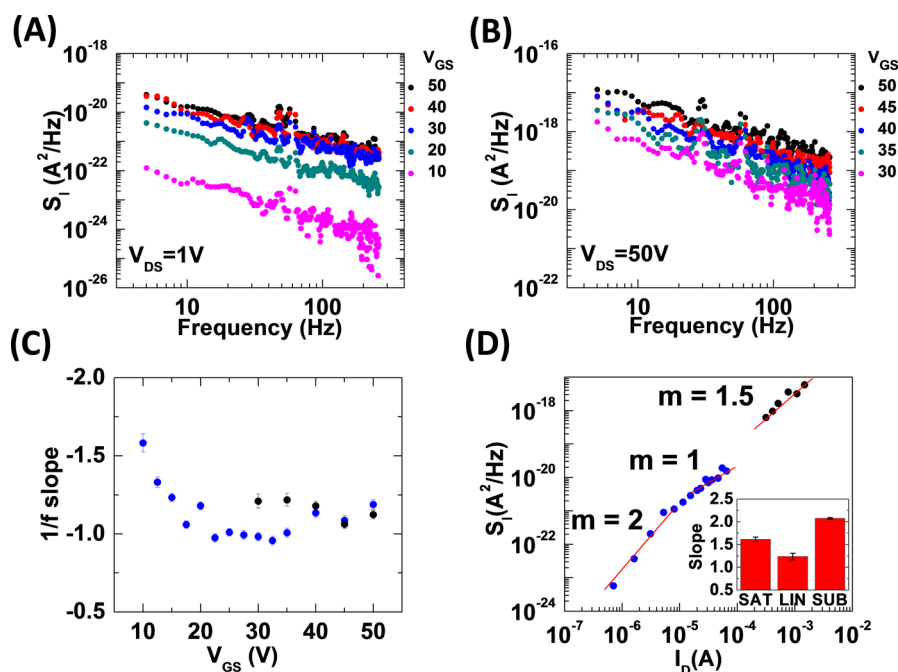 (A)
10^-18
10^-20
10^-22
10^-24
10^-26
S_I (A^2/Hz)
V_DS=1V
10
100
Frequency (Hz)
V_GS
50
40
30
20
10
(B)
10^-16
10^-18
10^-20
10^-22
S_I (A^2/Hz)
V_DS=50V
10
100
Frequency (Hz)
V_GS
50
45
40
35
30
(C)
-2.0
-1.5
-1.0
-0.5
1/f slope
10 20 30 40 50
V_GS (V)
(D)
10^-18
10^-20
10^-22
10^-24
S_I(A^2/Hz)
m = 1.5
m = 1
m = 2
2.5
2.0
1.5
1.0
0.5
Slope
SAT LIN SUB
10^-7 10^-6 10^-5 10^-4 10^-3 10^-2
I_D(A)